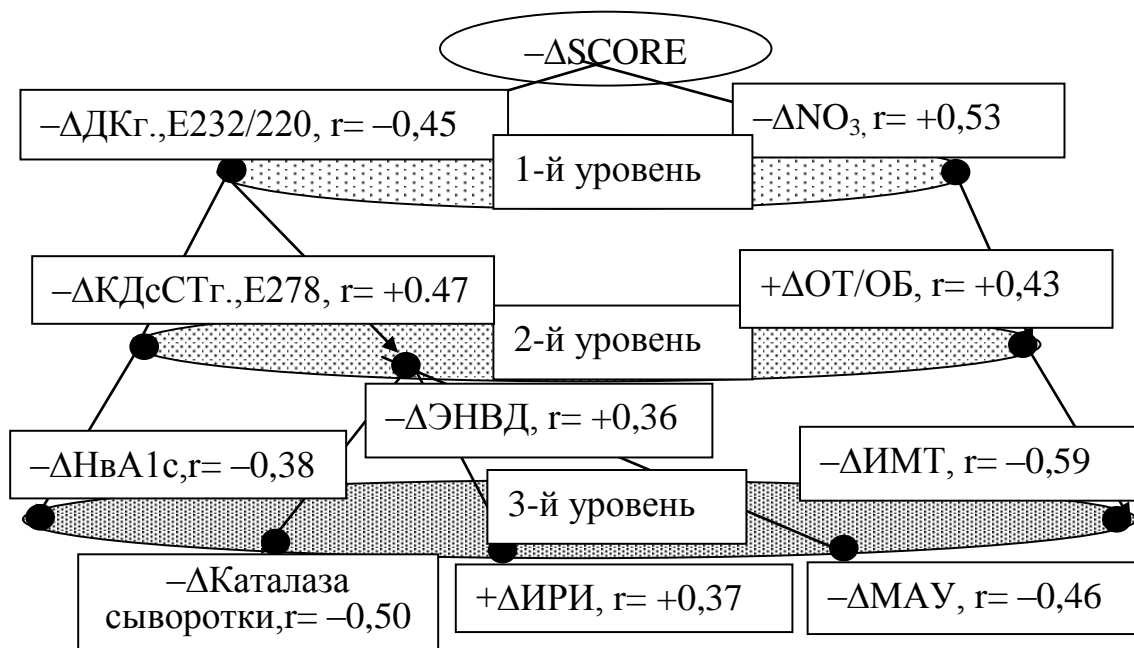 –ΔSCORE
–ΔДКг.,Е232/220, r= –0,45
–ΔNO₃, r= +0,53
1-й уровень
–ΔКДсСТг.,Е278, r= +0.47
+ΔОТ/ОБ, r= +0,43
2-й уровень
–ΔЭНВД, r= +0,36
–ΔНвА1с,r= –0,38
–ΔИМТ, r= –0,59
3-й уровень
–ΔКаталаза
сыворотки,r= –0,50
+ΔИРИ, r= +0,37
–ΔМАУ, r= –0,46